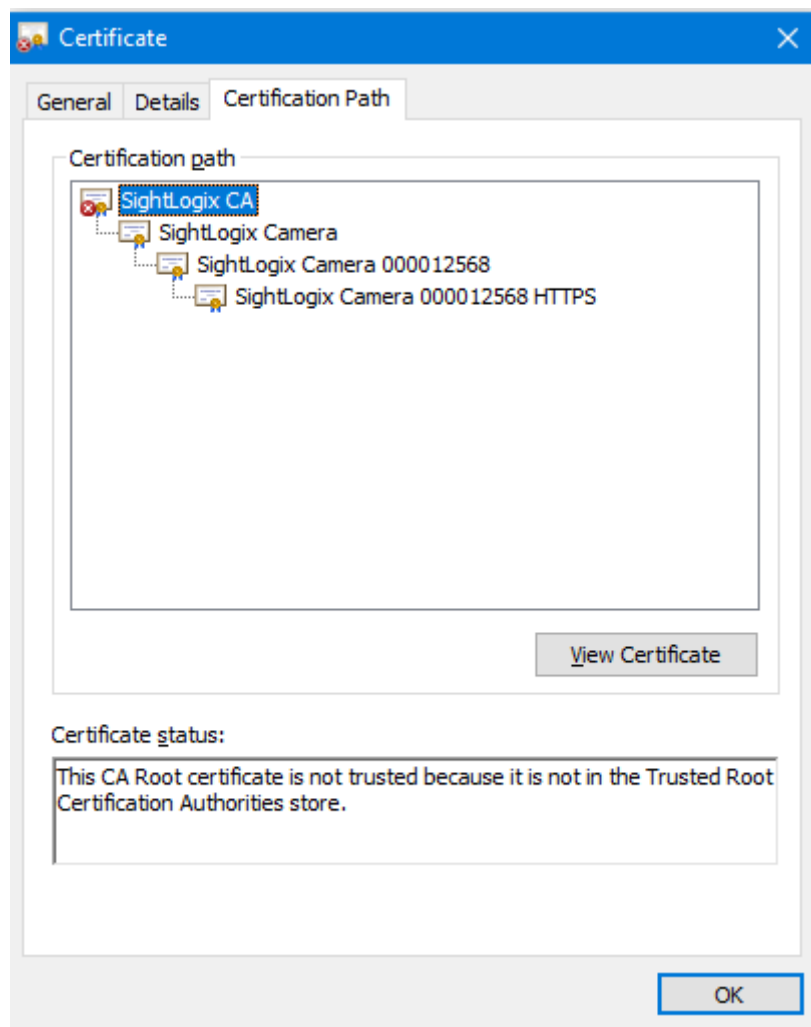 Certificate
General Details Certification Path
Certification path
SightLogix CA
SightLogix Camera
SightLogix Camera 000012568
SightLogix Camera 000012568 HTTPS
View Certificate
Certificate status:
This CA Root certificate is not trusted because it is not in the Trusted Root
Certification Authorities store.
OK